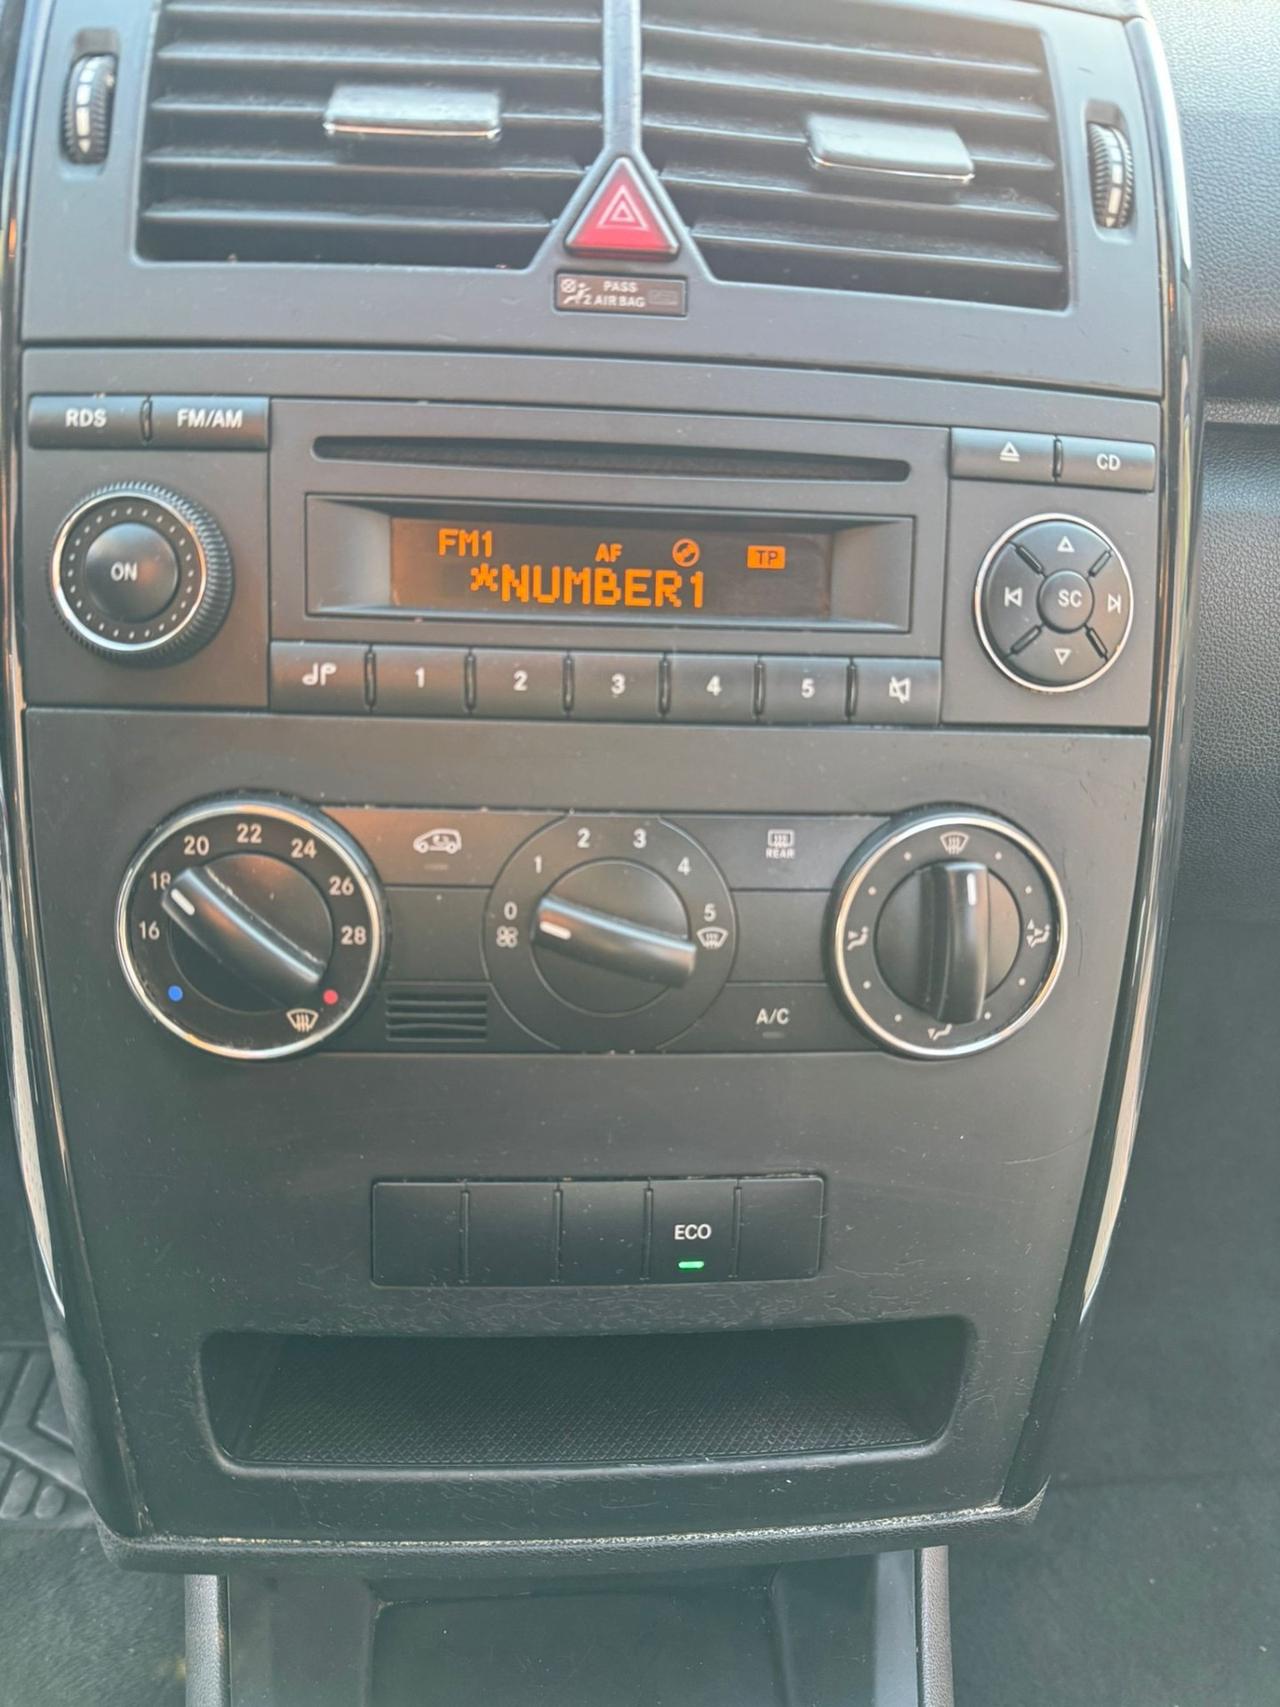 PASS
2 AIR BAG
RDS FM/AM
CD
ON
FM1 AF TP
*NUMBER1
SC
1 2 3 4 5
16 18 20 22 24 26 28
0 1 2 3 4 5
REAR
A/C
ECO